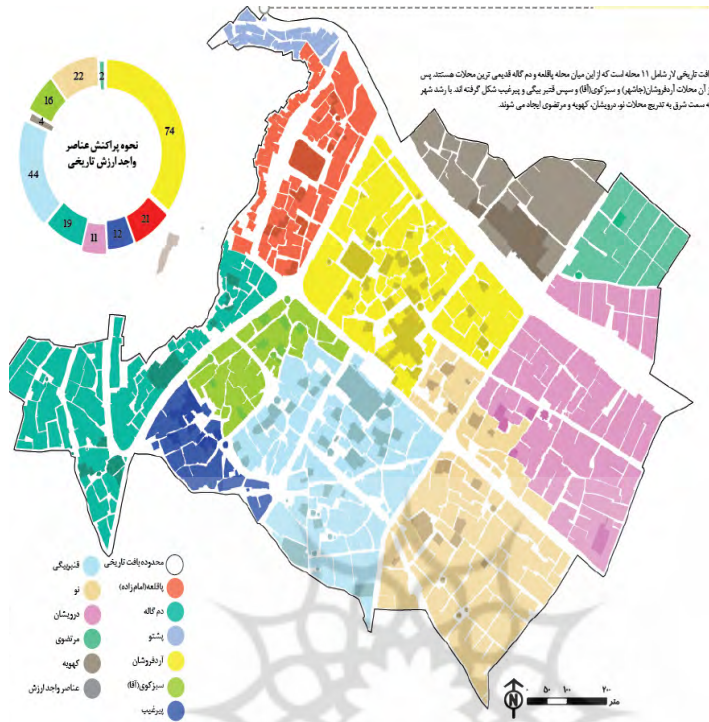 بافت تاریخی لار شامل ۱۱ محله است که از این میان محله پاقلعه و دم گاله قدیمی ترین محلات هستند. پس
از آن محلات آردفروشان(جاشهر) و سبزکوی(آقا) و سپس قنبر بیگی و پیرغیب شکل گرفته اند. با رشد شهر
به سمت شرق به تدریج محلات نو، درویشان، کهویه و مرتضوی ایجاد می شوند.
نحوه پراکنش عناصر
واجد ارزش تاریخی
2
74
21
12
11
19
44
4
16
22
محدوده بافت تاریخی
پاقلعه(امام زاده)
دم گاله
پشتو
آردفروشان
سبزکوی(آقا)
پیرغیب
قنبربیگی
نو
درویشان
مرتضوی
کهویه
عناصر واجد ارزش
۰ ۵۰ ۱۰۰ ۲۰۰
متر
N